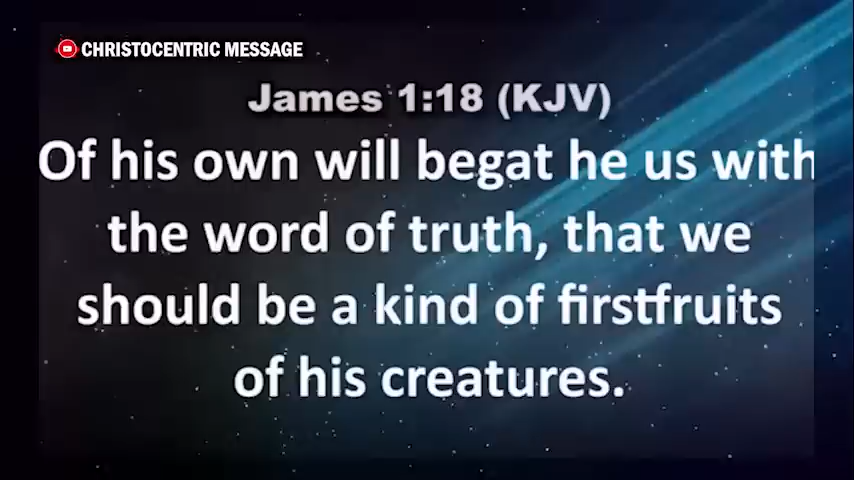 CHRISTOCENTRIC MESSAGE
James 1:18 (KJV)
Of his own will begat he us with
the word of truth, that we
should be a kind of firstfruits
of his creatures.